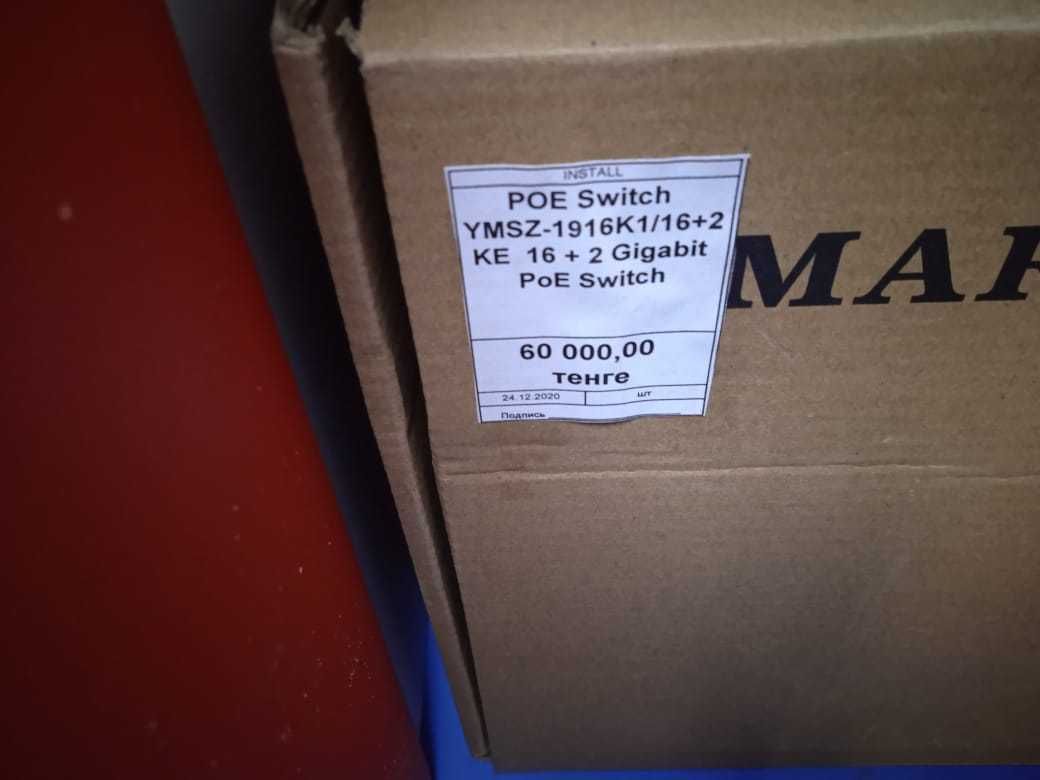 INSTALL
POE Switch
YMSZ-1916K1/16+2
KE 16 + 2 Gigabit
PoE Switch
60 000,00
тенге
24.12.2020 шт
Подпись